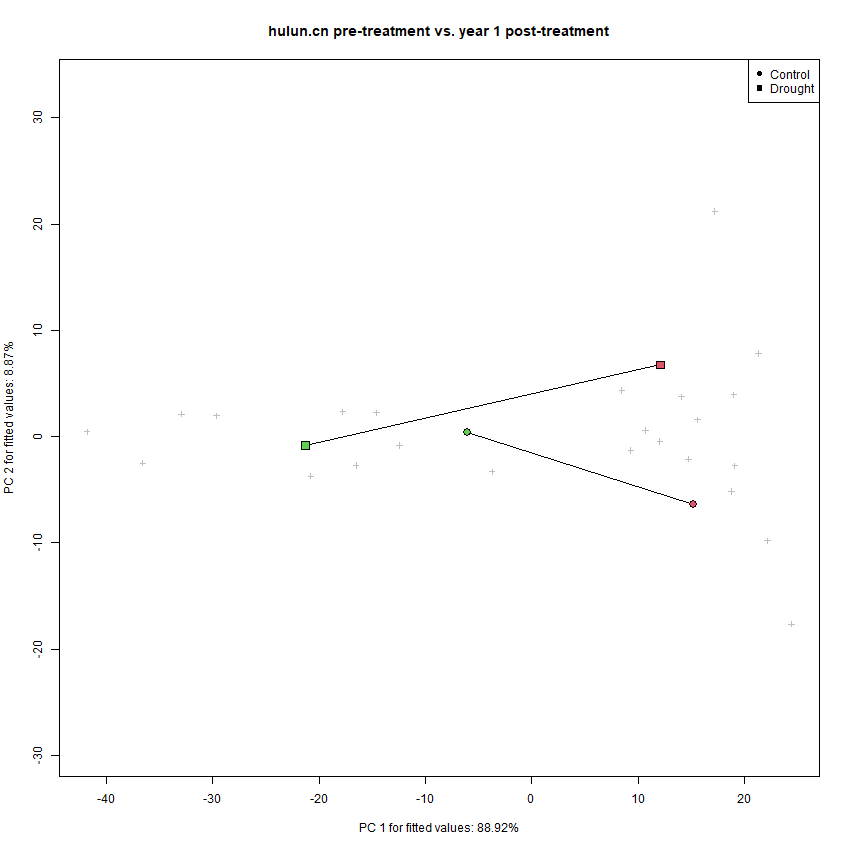 hulun.cn pre-treatment vs. year 1 post-treatment
Control
Drought
30
20
10
0
-10
-20
-30
PC 2 for fitted values: 8.87%
-40
-30
-20
-10
0
10
20
PC 1 for fitted values: 88.92%